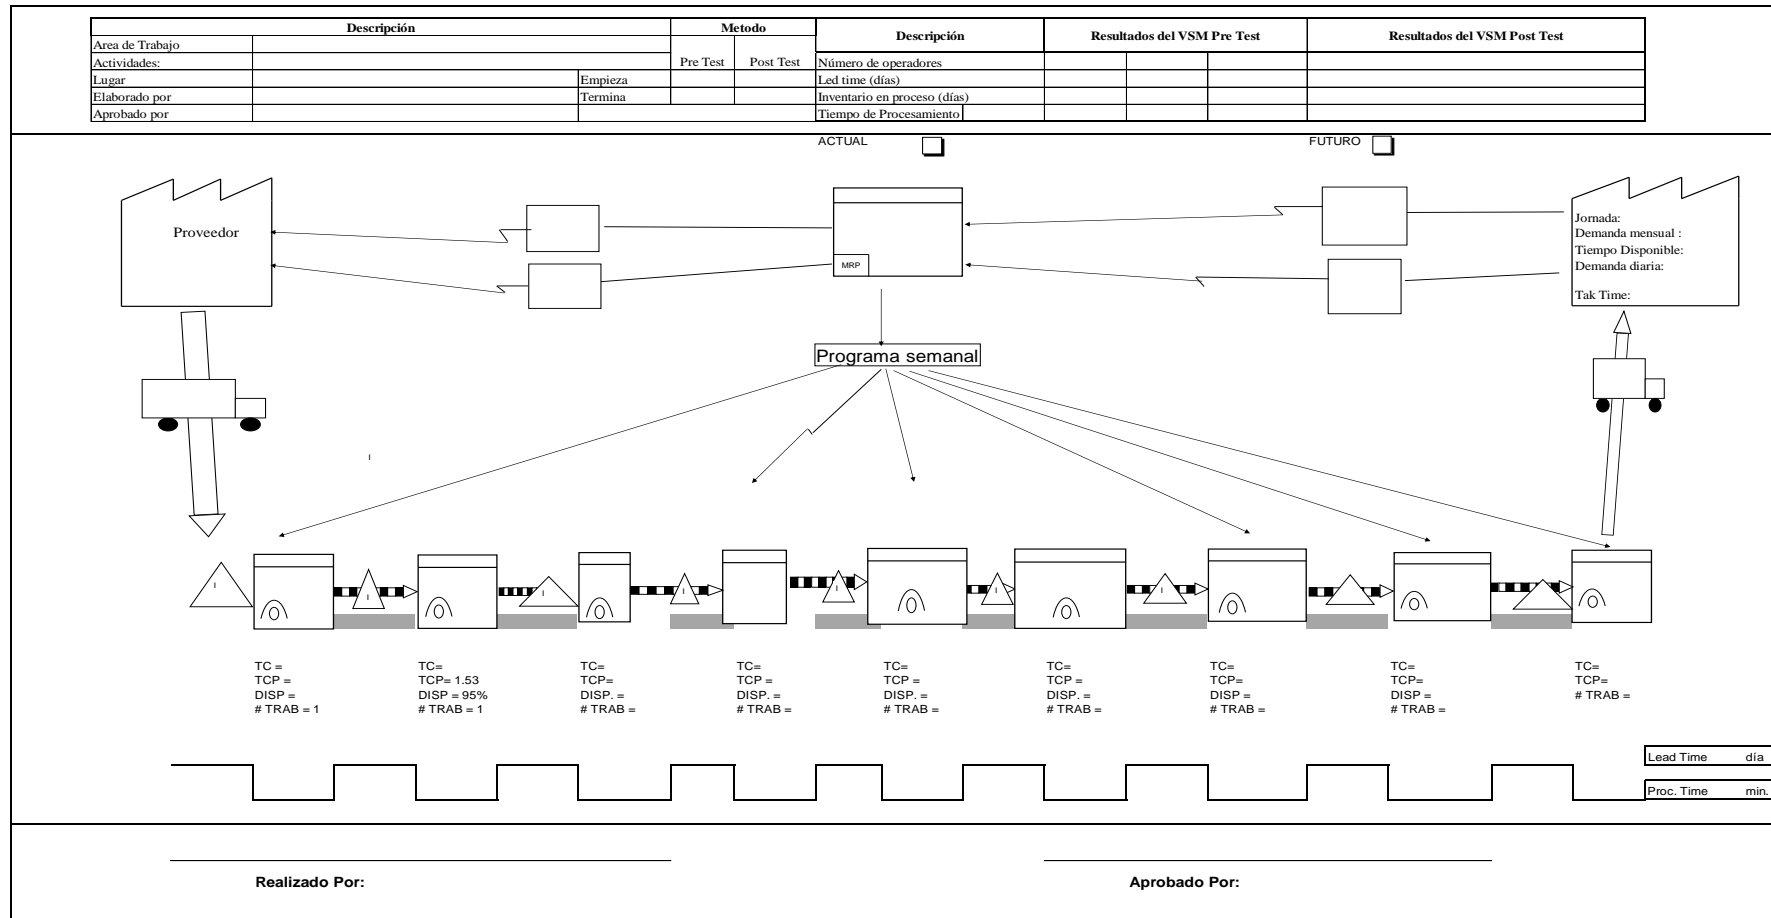 Descripción Metodo Descripción Resultados del VSM Pre Test Resultados del VSM Post Test
Area de Trabajo
Actividades: Pre Test Post Test Número de operadores
Lugar Empieza Led time (días)
Elaborado por Termina Inventario en proceso (días)
Aprobado por Tiempo de Procesamiento
ACTUAL FUTURO
Proveedor
MRP
Jornada:
Demanda mensual :
Tiempo Disponible:
Demanda diaria:
Tak Time:
Programa semanal
I
I I I I I I I
TC = TC= TC= TC= TC= TC= TC= TC= TC=
TCP = TCP= 1.53 TCP= TCP= TCP= TCP= TCP= TCP= TCP=
DISP = DISP = 95% DISP. = DISP. = DISP. = DISP. = DISP = DISP = # TRAB =
# TRAB = 1 # TRAB = 1 # TRAB = # TRAB = # TRAB = # TRAB = # TRAB = # TRAB =
Lead Time día
Proc. Time min.
Realizado Por: Aprobado Por: